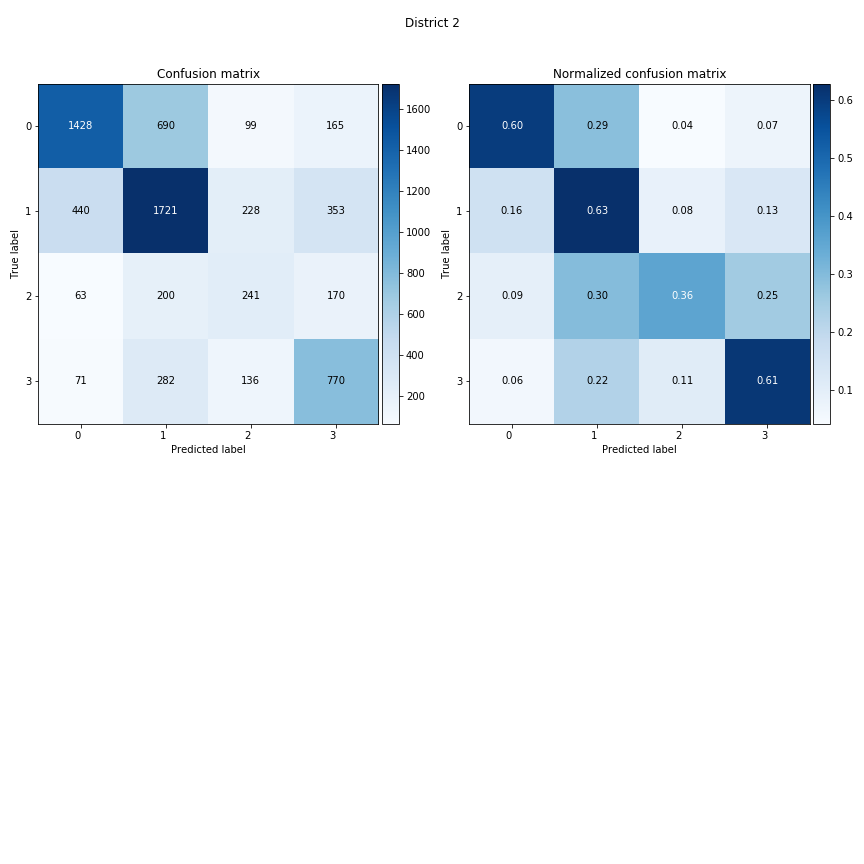 District 2
Confusion matrix
Normalized confusion matrix
True label
0 1428 690 99 165
1 440 1721 228 353
2 63 200 241 170
3 71 282 136 770
0 1 2 3
Predicted label
1600
1400
1200
1000
800
600
400
200
True label
0 0.60 0.29 0.04 0.07
1 0.16 0.63 0.08 0.13
2 0.09 0.30 0.36 0.25
3 0.06 0.22 0.11 0.61
0 1 2 3
Predicted label
0.6
0.5
0.4
0.3
0.2
0.1